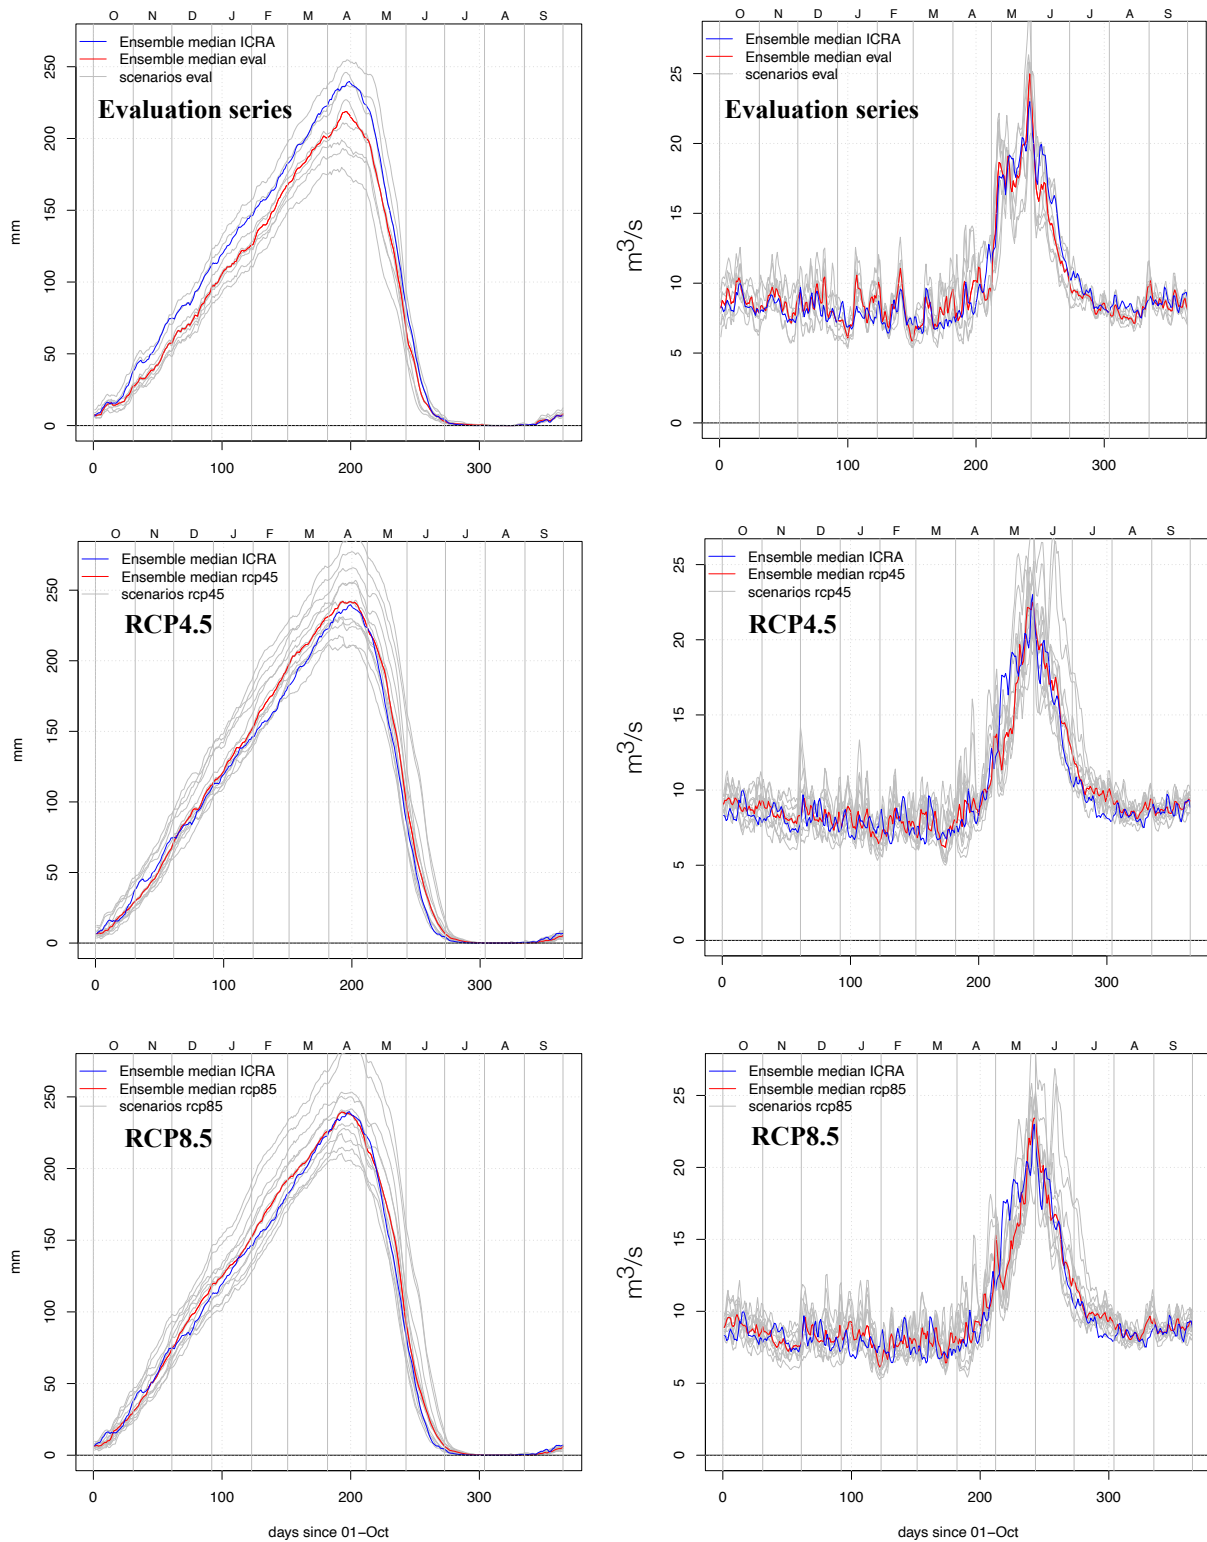 O N D J F M A M J J A S
Ensemble median ICRA
Ensemble median eval
scenarios eval
Evaluation series
mm
0 50 100 150 200 250
0 100 200 300
O N D J F M A M J J A S
Ensemble median ICRA
Ensemble median eval
scenarios eval
Evaluation series
m3/s
0 5 10 15 20 25
0 100 200 300
O N D J F M A M J J A S
Ensemble median ICRA
Ensemble median rcp45
scenarios rcp45
RCP4.5
mm
0 50 100 150 200 250
0 100 200 300
O N D J F M A M J J A S
Ensemble median ICRA
Ensemble median rcp45
scenarios rcp45
RCP4.5
m3/s
0 5 10 15 20 25
0 100 200 300
O N D J F M A M J J A S
Ensemble median ICRA
Ensemble median rcp85
scenarios rcp85
RCP8.5
mm
0 50 100 150 200 250
0 100 200 300
days since 01−Oct
O N D J F M A M J J A S
Ensemble median ICRA
Ensemble median rcp85
scenarios rcp85
RCP8.5
m3/s
0 5 10 15 20 25
0 100 200 300
days since 01−Oct